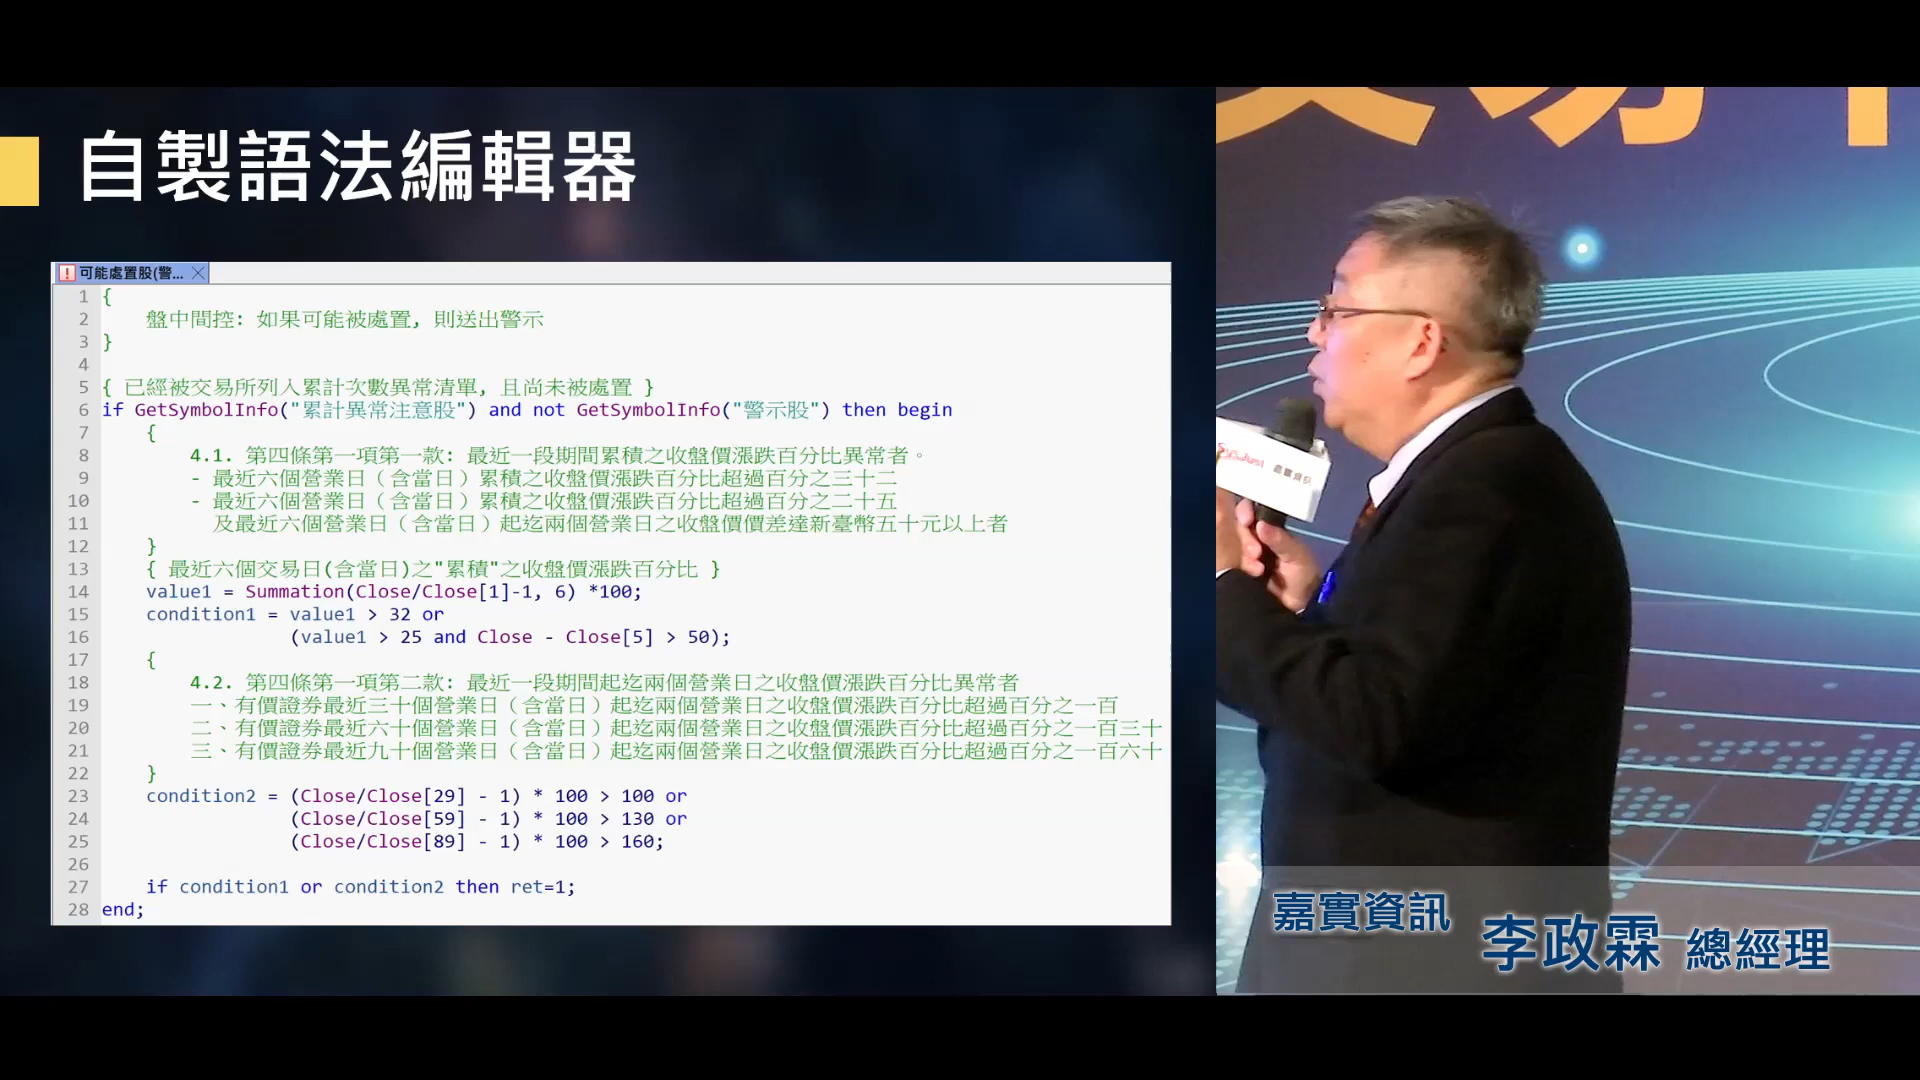 自製語法編輯器
可能處置股(警...
1 {
2     盤中間控: 如果可能被處置, 則送出警示
3 }
4
5 { 已經被交易所列入累計次數異常清單, 且尚未被處置 }
6 if GetSymbolInfo("累計異常注意股") and not GetSymbolInfo("警示股") then begin
7     {
8         4.1. 第四條第一項第一款: 最近一段期間累積之收盤價漲跌百分比異常者。
9         - 最近六個營業日（含當日）累積之收盤價漲跌百分比超過百分之三十二
10         - 最近六個營業日（含當日）累積之收盤價漲跌百分比超過百分之二十五
11           及最近六個營業日（含當日）起迄兩個營業日之收盤價價差達新臺幣五十元以上者
12     }
13     { 最近六個交易日(含當日)之"累積"之收盤價漲跌百分比 }
14     value1 = Summation(Close/Close[1]-1, 6) *100;
15     condition1 = value1 > 32 or
16                  (value1 > 25 and Close - Close[5] > 50);
17     {
18         4.2. 第四條第一項第二款: 最近一段期間起迄兩個營業日之收盤價漲跌百分比異常者
19         一、有價證券最近三十個營業日（含當日）起迄兩個營業日之收盤價漲跌百分比超過百分之一百
20         二、有價證券最近六十個營業日（含當日）起迄兩個營業日之收盤價漲跌百分比超過百分之一百三十
21         三、有價證券最近九十個營業日（含當日）起迄兩個營業日之收盤價漲跌百分比超過百分之一百六十
22     }
23     condition2 = (Close/Close[29] - 1) * 100 > 100 or
24                  (Close/Close[59] - 1) * 100 > 130 or
25                  (Close/Close[89] - 1) * 100 > 160;
26
27     if condition1 or condition2 then ret=1;
28 end;
SysJust 嘉實資訊
嘉實資訊 李政霖 總經理